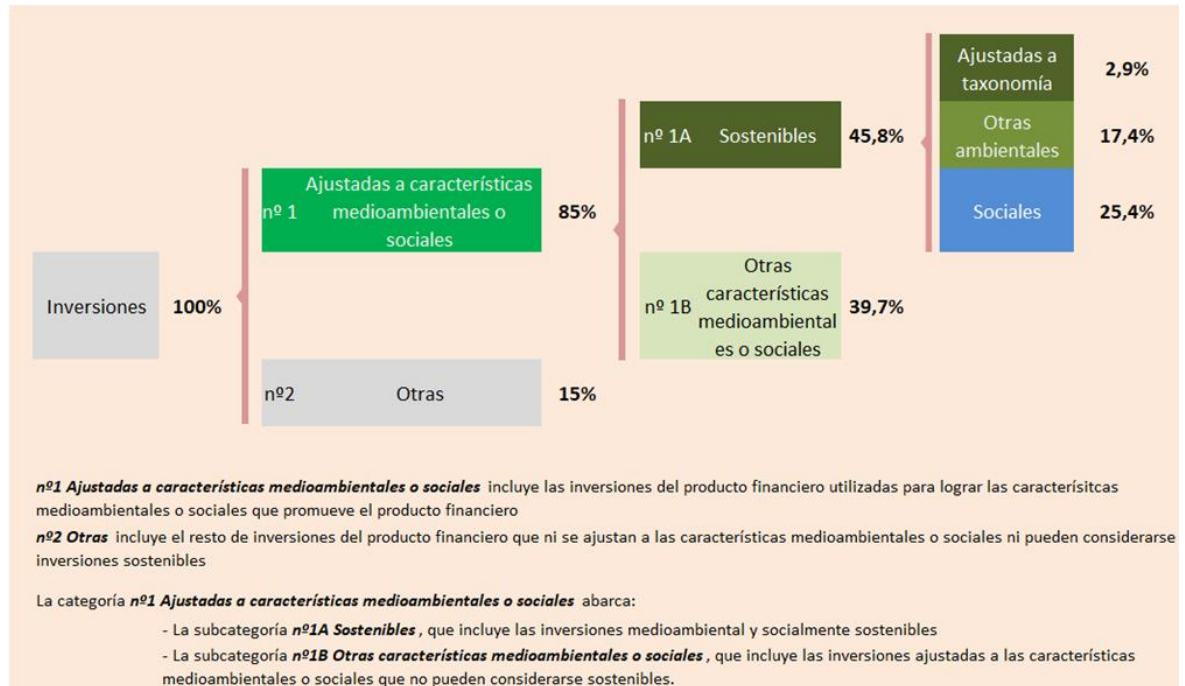 Ajustadas a
taxonomía
2,9%
nº 1A
Sostenibles
45,8%
Otras
ambientales
17,4%
nº 1
Ajustadas a características
medioambientales o
sociales
85%
Sociales
25,4%
Inversiones
100%
nº 1B
Otras
características
medioambiental
es o sociales
39,7%
nº2
Otras
15%
nº1 Ajustadas a características medioambientales o sociales incluye las inversiones del producto financiero utilizadas para lograr las caracterísitcas
medioambientales o sociales que promueve el producto financiero
nº2 Otras incluye el resto de inversiones del producto financiero que ni se ajustan a las características medioambientales o sociales ni pueden considerarse
inversiones sostenibles
La categoría nº1 Ajustadas a características medioambientales o sociales abarca:
- La subcategoría nº1A Sostenibles, que incluye las inversiones medioambiental y socialmente sostenibles
- La subcategoría nº1B Otras características medioambientales o sociales, que incluye las inversiones ajustadas a las características
medioambientales o sociales que no pueden considerarse sostenibles.